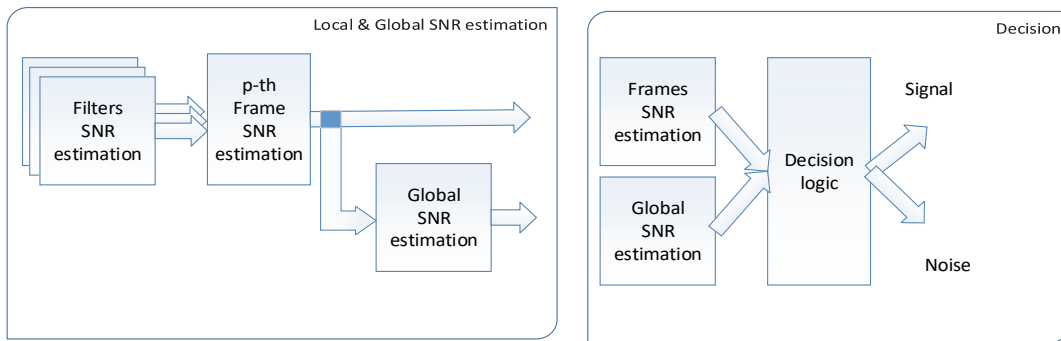 Local & Global SNR estimation
Filters
SNR
estimation
p-th
Frame
SNR
estimation
Global
SNR
estimation
Decision
Frames
SNR
estimation
Global
SNR
estimation
Decision
logic
Signal
Noise